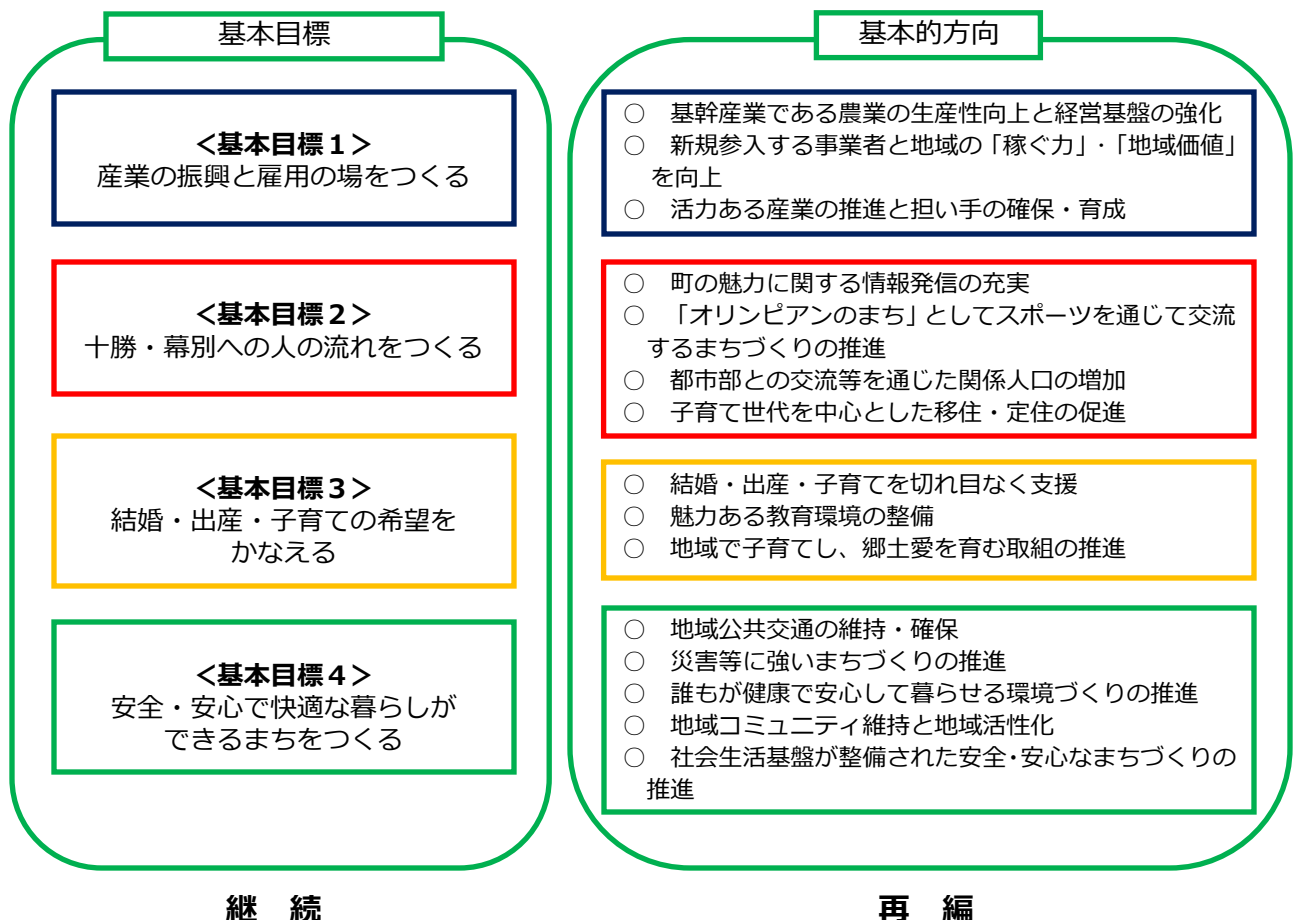 基本目標
<基本目標1>
産業の振興と雇用の場をつくる
<基本目標2>
十勝・幕別への人の流れをつくる
<基本目標3>
結婚・出産・子育ての希望を
かなえる
<基本目標4>
安全・安心で快適な暮らしが
できるまちをつくる
継 続
基本的方向
○ 基幹産業である農業の生産性向上と経営基盤の強化
○ 新規参入する事業者と地域の「稼ぐ力」・「地域価値」
を向上
○ 活力ある産業の推進と担い手の確保・育成
○ 町の魅力に関する情報発信の充実
○ 「オリンピアンのまち」としてスポーツを通じて交流
するまちづくりの推進
○ 都市部との交流等を通じた関係人口の増加
○ 子育て世代を中心とした移住・定住の促進
○ 結婚・出産・子育てを切れ目なく支援
○ 魅力ある教育環境の整備
○ 地域で子育てし、郷土愛を育む取組の推進
○ 地域公共交通の維持・確保
○ 災害等に強いまちづくりの推進
○ 誰もが健康で安心して暮らせる環境づくりの推進
○ 地域コミュニティ維持と地域活性化
○ 社会生活基盤が整備された安全・安心なまちづくりの
推進
再 編